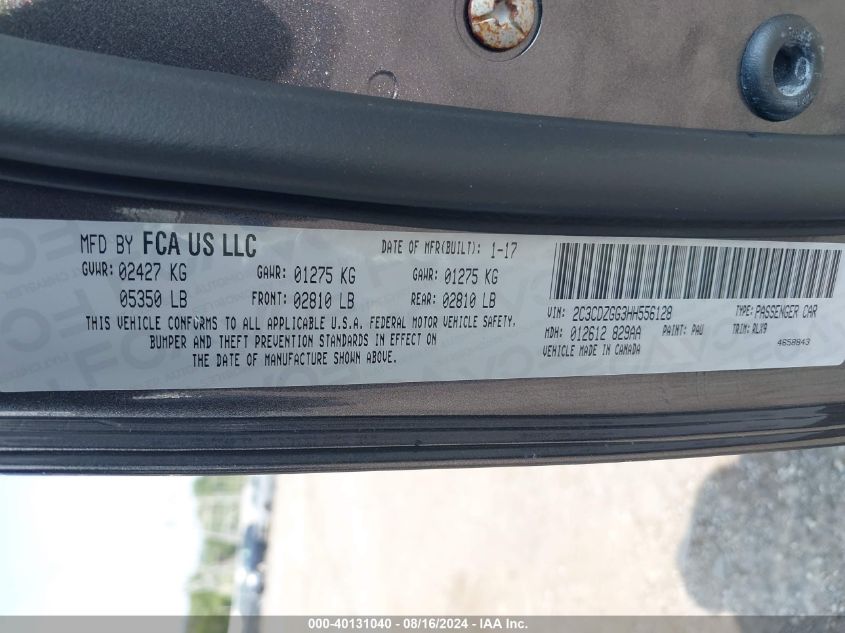 MFD BY FCA US LLC DATE OF MFR(BUILT): 1-17
GVWR: 02427 KG GAWR: 01275 KG GAWR: 01275 KG
05350 LB FRONT: 02810 LB REAR: 02810 LB
THIS VEHICLE CONFORMS TO ALL APPLICABLE U.S.A. FEDERAL MOTOR VEHICLE SAFETY,
BUMPER AND THEFT PREVENTION STANDARDS IN EFFECT ON
THE DATE OF MANUFACTURE SHOWN ABOVE.
VIN: 2C3CDZGG3HH556128 TYPE: PASSENGER CAR
MDH: 012612 829AA PAINT: PAU TRIM: RLX9
VEHICLE MADE IN CANADA 4658843
000-40131040 - 08/16/2024 - IAA Inc.